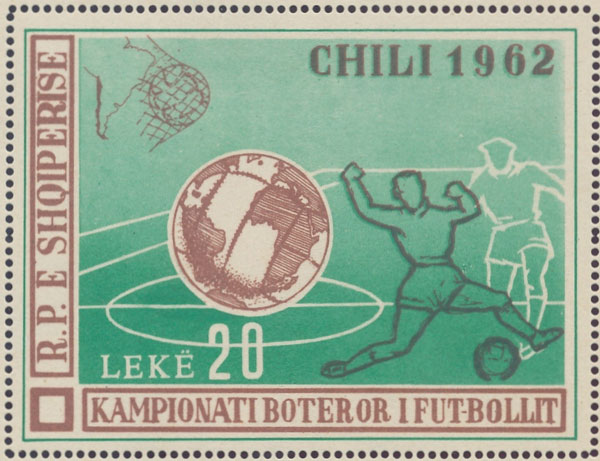 CHILI 1962
R.P. E SHQIPERISE
LEKË 20
KAMPIONATI BOTEROR I FUT-BOLLIT